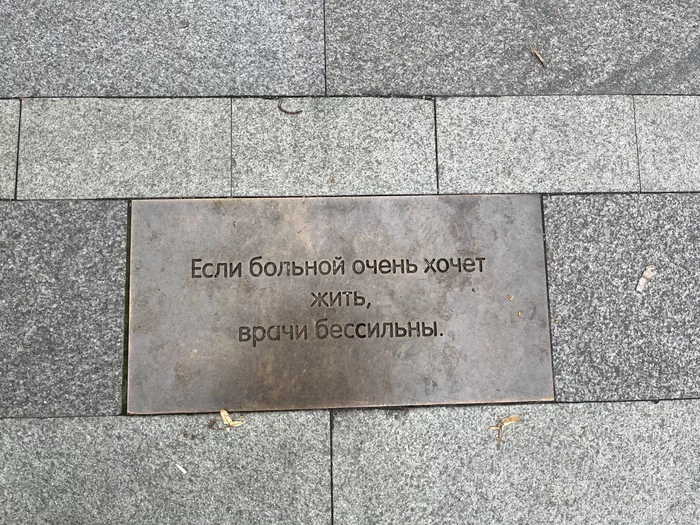 Если больной очень хочет
жить,
врачи бессильны.